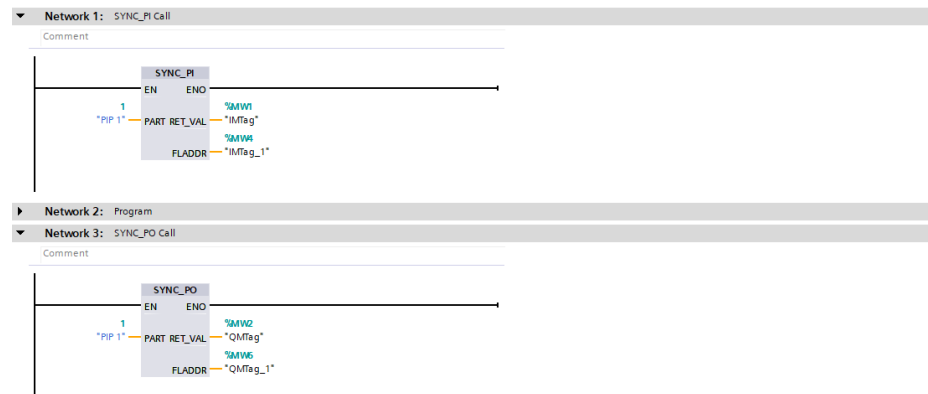 Network 1: SYNC_PI Call
Comment
SYNC_PI
EN ENO
1 %MW1
"PIP 1" PART RET_VAL "IMTag"
%MW4
FLADDR "IMTag_1"
Network 2: Program
Network 3: SYNC_PO Call
Comment
SYNC_PO
EN ENO
1 %MW2
"PIP 1" PART RET_VAL "QMTag"
%MW6
FLADDR "QMTag_1"